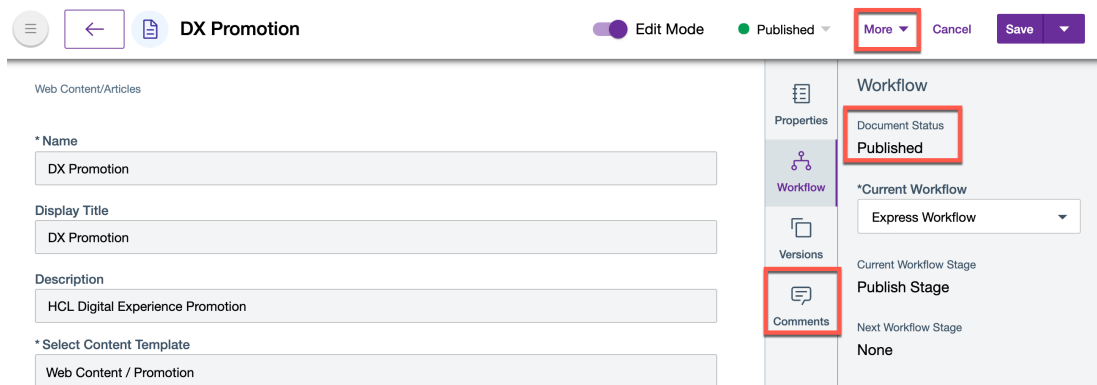 DX Promotion
Edit Mode
Published
More
Cancel
Save
Web Content/Articles
* Name
DX Promotion
Display Title
DX Promotion
Description
HCL Digital Experience Promotion
* Select Content Template
Web Content / Promotion
Properties
Workflow
Versions
Comments
Workflow
Document Status
Published
*Current Workflow
Express Workflow
Current Workflow Stage
Publish Stage
Next Workflow Stage
None